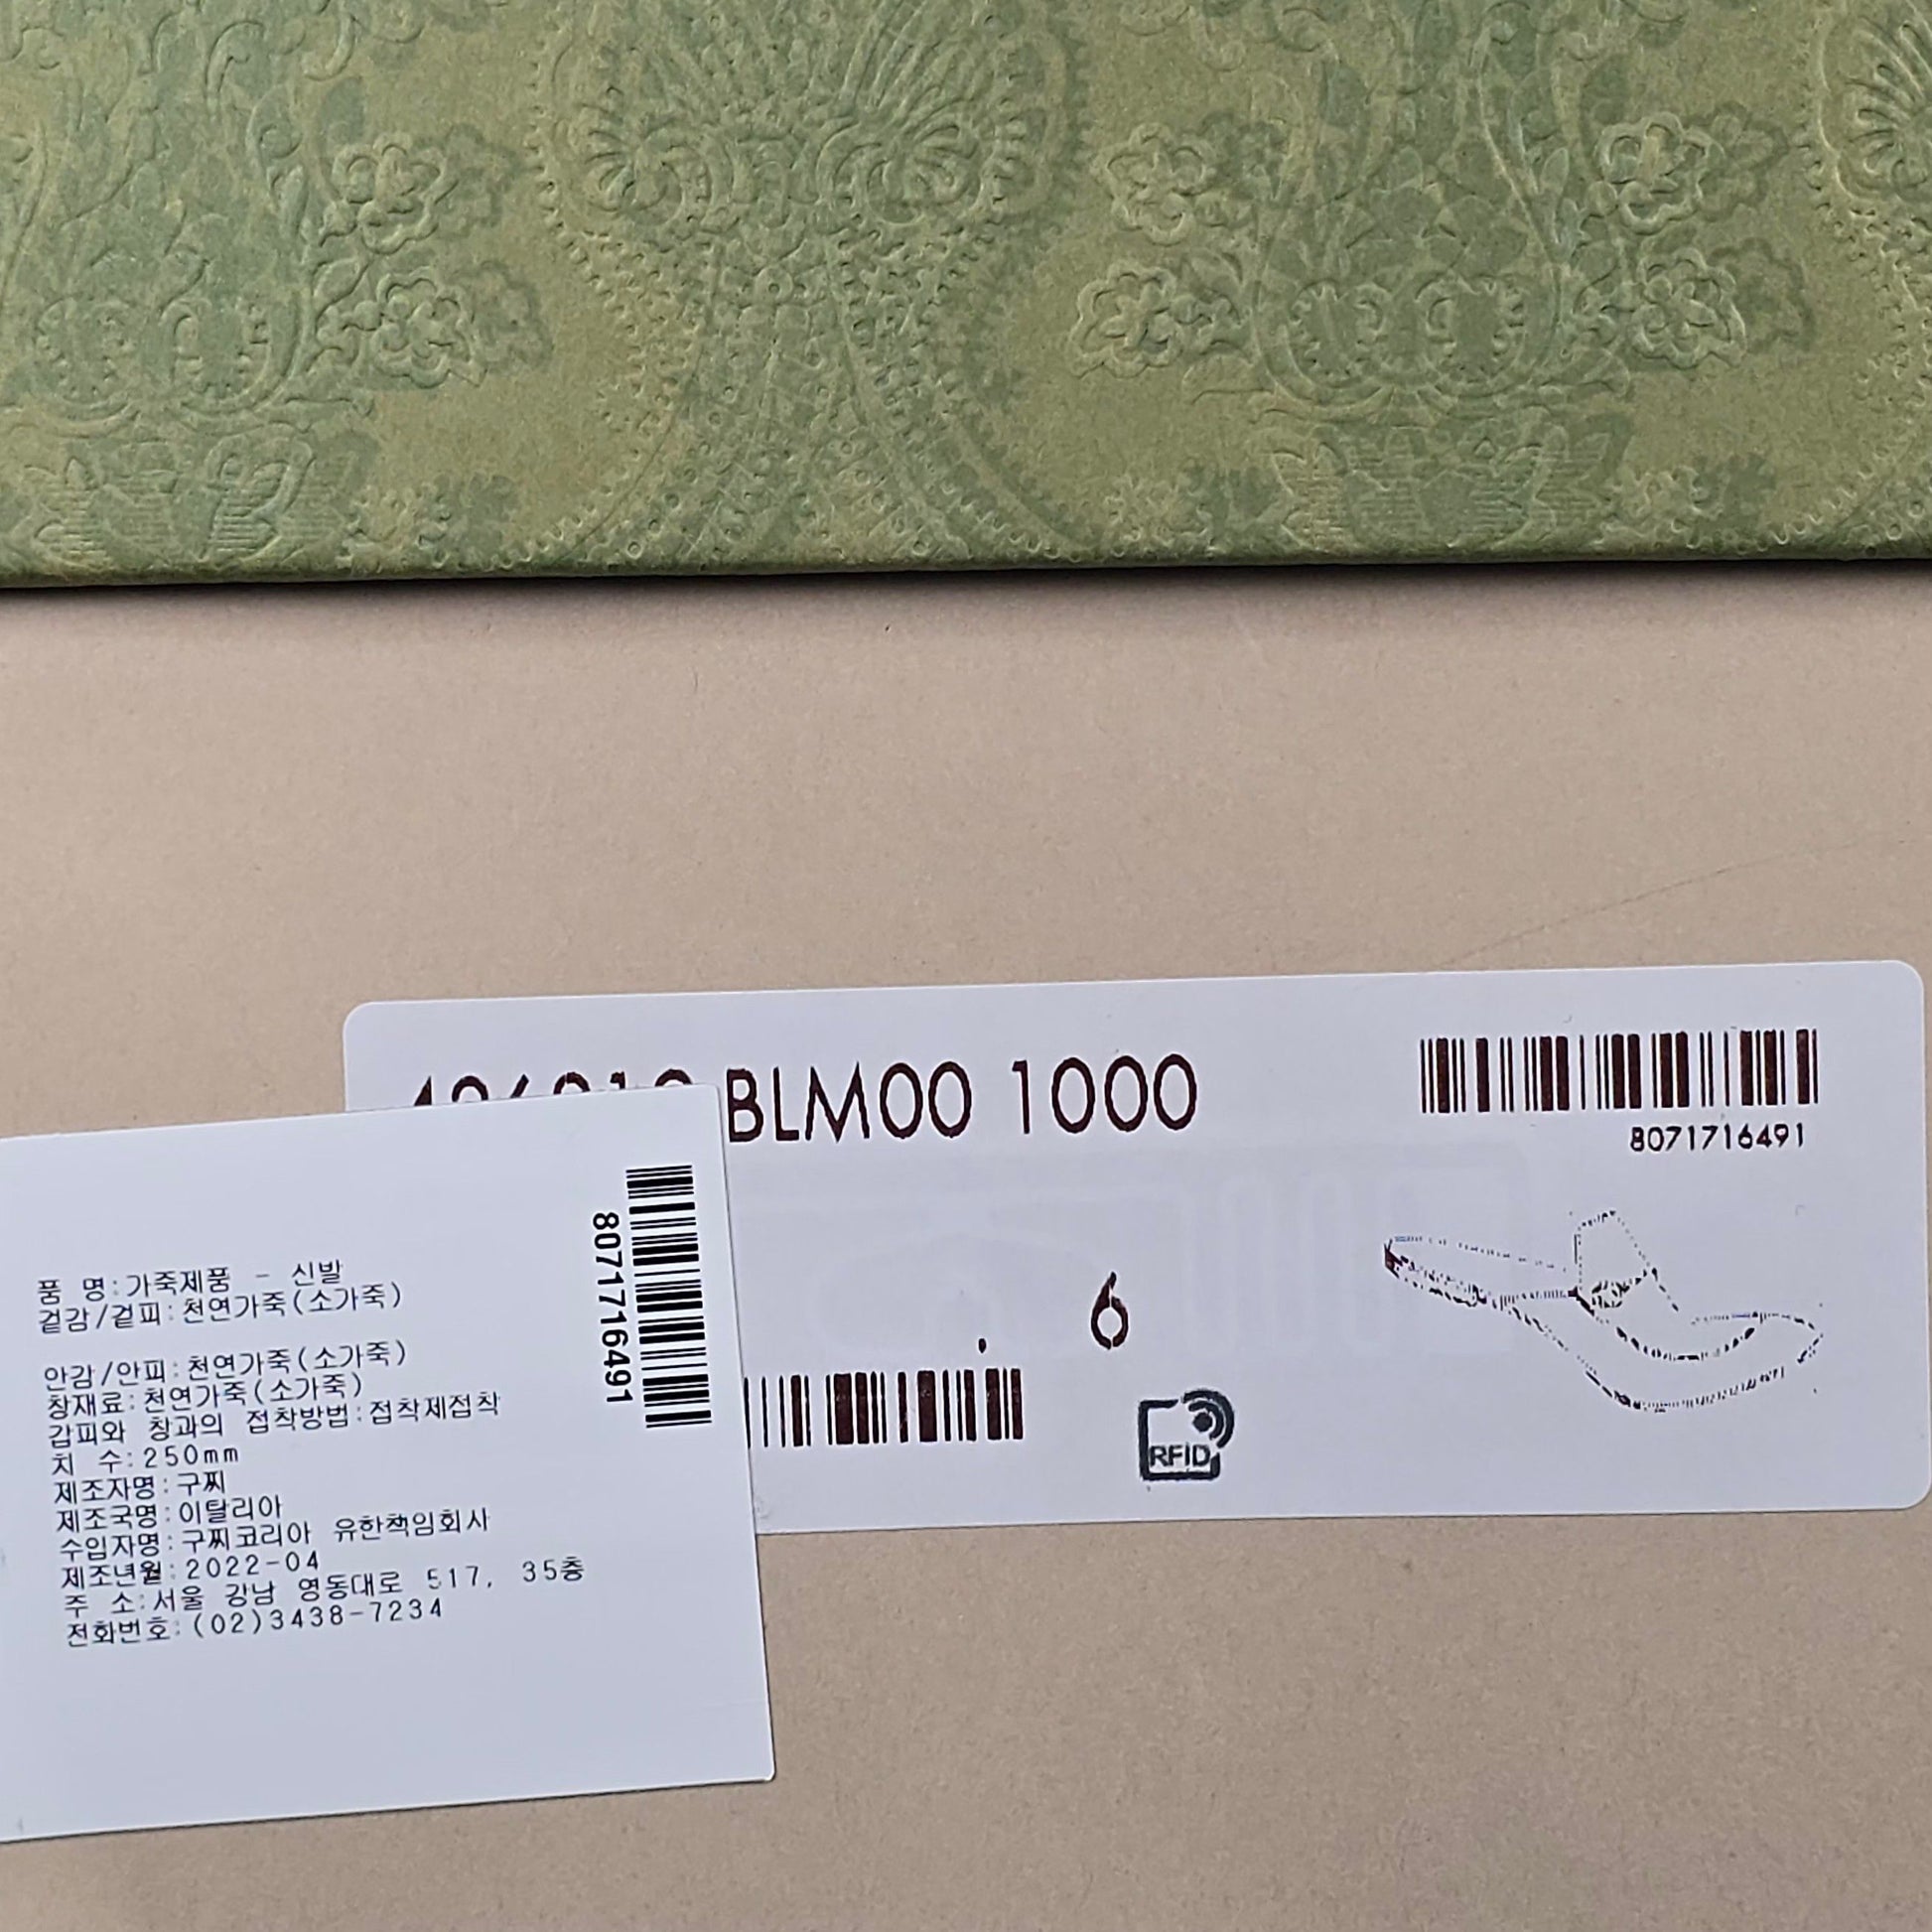 BLM00 1000
8071716491
6
RFID
8071716491
품 명:가죽제품 - 신발
겉감/겉피:천연가죽(소가죽)
안감/안피:천연가죽(소가죽)
창재료:천연가죽(소가죽)
갑피와 창과의 접착방법:접착제접착
치 수:250mm
제조자명:구찌
제조국명:이탈리아
수입자명:구찌코리아 유한책임회사
제조년월:2022-04
주 소:서울 강남 영동대로 517, 35층
전화번호:(02)3438-7234